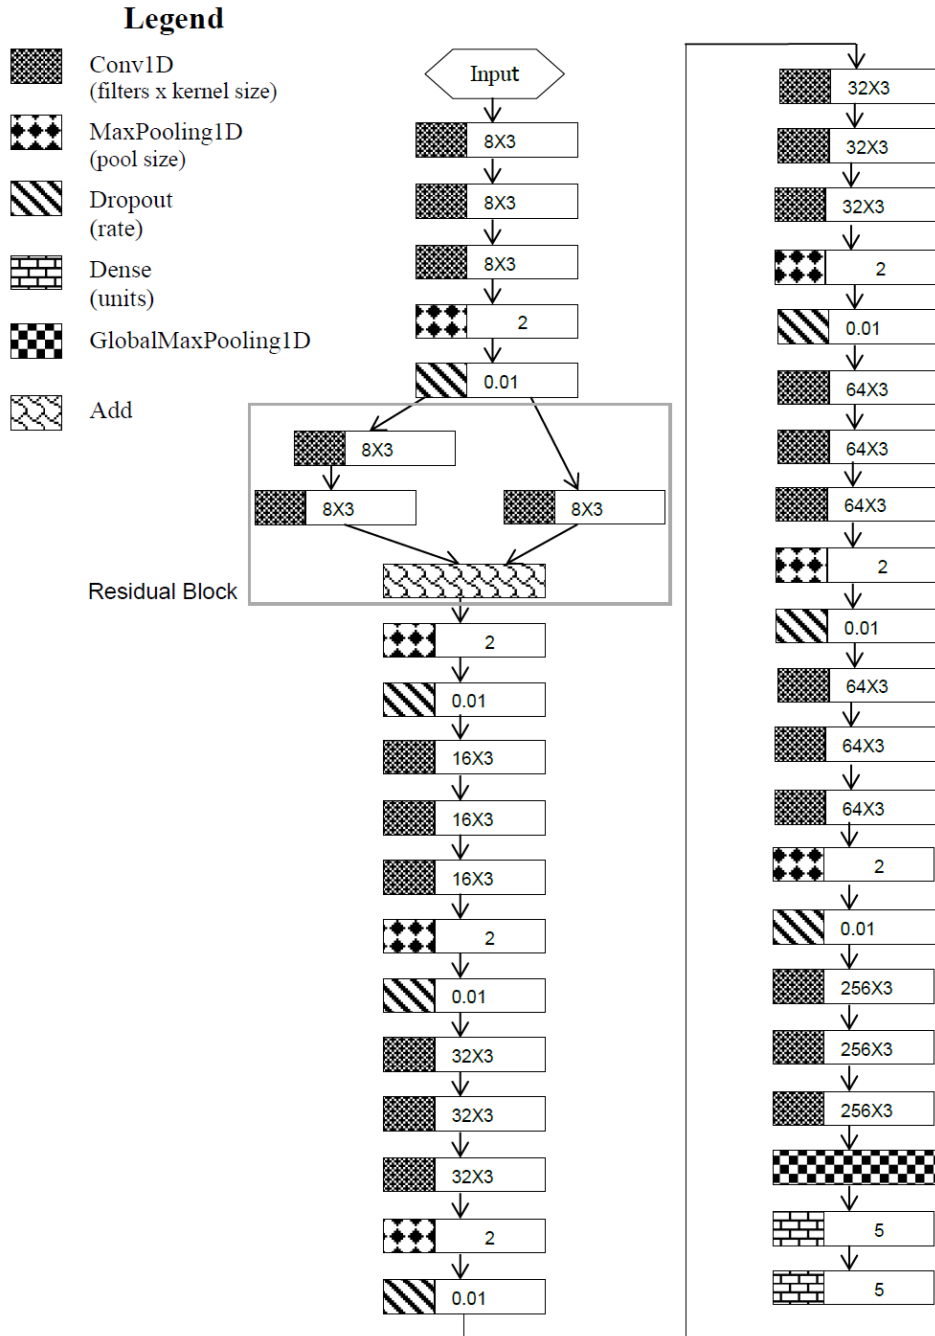 Legend
Conv1D
(filters x kernel size)
MaxPooling1D
(pool size)
Dropout
(rate)
Dense
(units)
GlobalMaxPooling1D
Add
Input
8X3
8X3
8X3
2
0.01
8X3
8X3
8X3
Residual Block
2
0.01
16X3
16X3
16X3
2
0.01
32X3
32X3
32X3
2
0.01
32X3
32X3
32X3
2
0.01
64X3
64X3
64X3
2
0.01
64X3
64X3
64X3
2
0.01
256X3
256X3
256X3
5
5